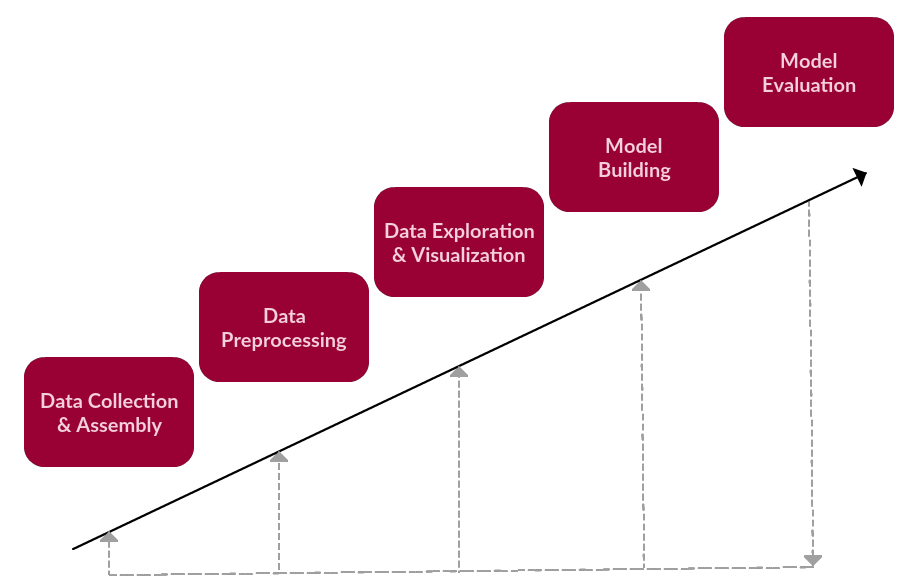 Model
Evaluation
Model
Building
Data Exploration
& Visualization
Data
Preprocessing
Data Collection
& Assembly